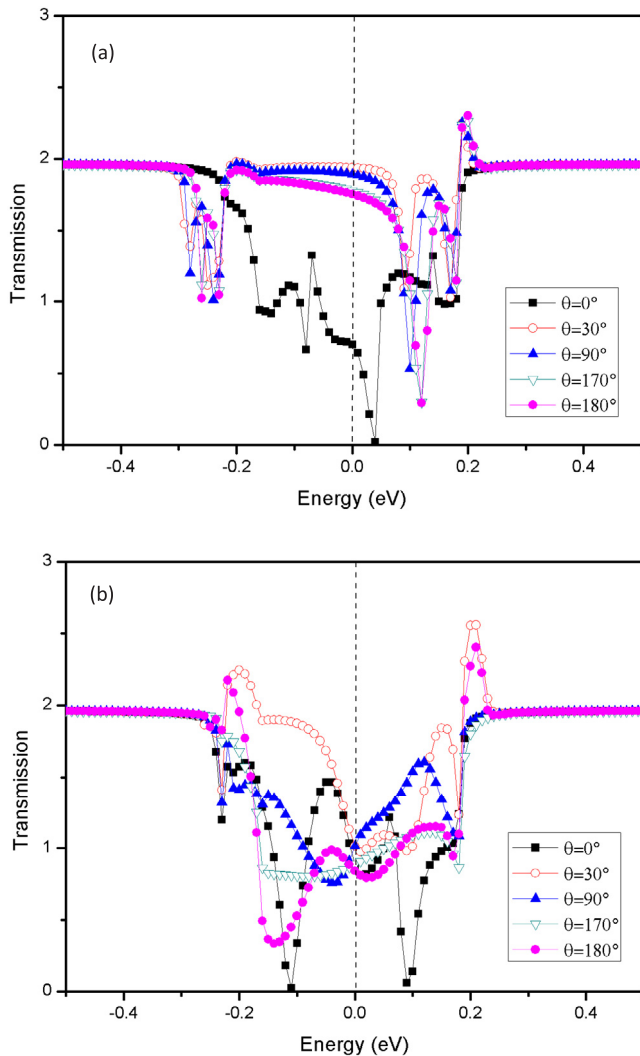 3
(a)
2
Transmission
1
θ=0°
θ=30°
θ=90°
θ=170°
θ=180°
0
-0.4
-0.2
0.0
0.2
0.4
Energy (eV)
3
(b)
2
Transmission
1
θ=0°
θ=30°
θ=90°
θ=170°
θ=180°
0
-0.4
-0.2
0.0
0.2
0.4
Energy (eV)